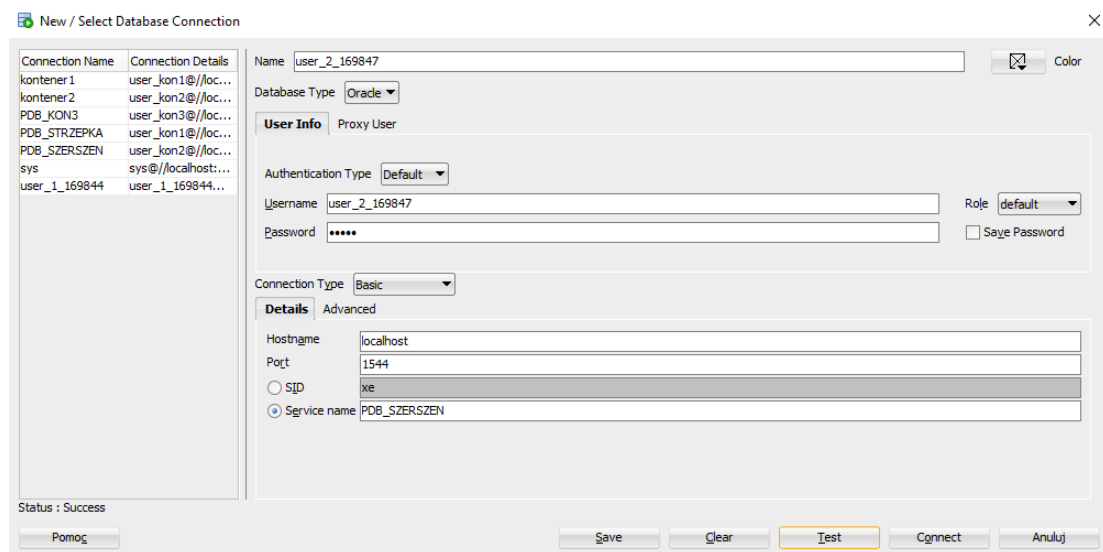 New / Select Database Connection
Connection Name Connection Details
kontener1 user_kon1@//loc...
kontener2 user_kon2@//loc...
PDB_KON3 user_kon3@//loc...
PDB_STRZEPKA user_kon1@//loc...
PDB_SZERSZEN user_kon2@//loc...
sys sys@//localhost:...
user_1_169844 user_1_169844...
Name user_2_169847 Color
Database Type Oracle
User Info Proxy User
Authentication Type Default
Username user_2_169847 Role default
Password ••••• Save Password
Connection Type Basic
Details Advanced
Hostname localhost
Port 1544
SID xe
Service name PDB_SZERSZEN
Status : Success
Pomoc Save Clear Test Connect Anuluj